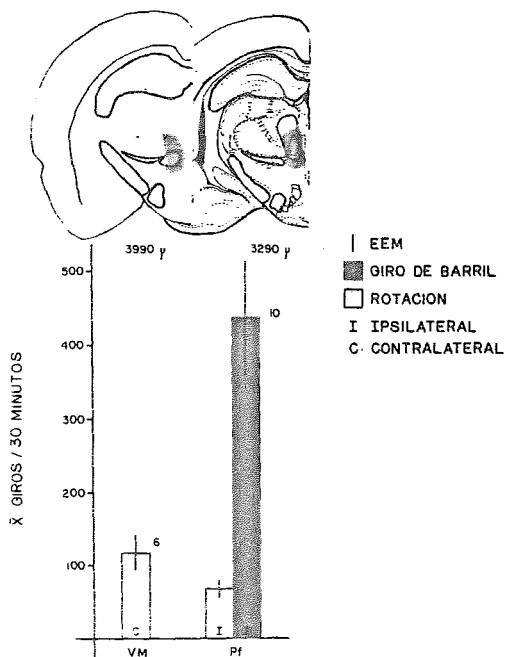 3990 μ
3290 μ
500
400
300
200
100
X̄ GIROS / 30 MINUTOS
6
10
C
I
VM
Pf
EEM
GIRO DE BARRIL
ROTACION
I IPSILATERAL
C. CONTRALATERAL